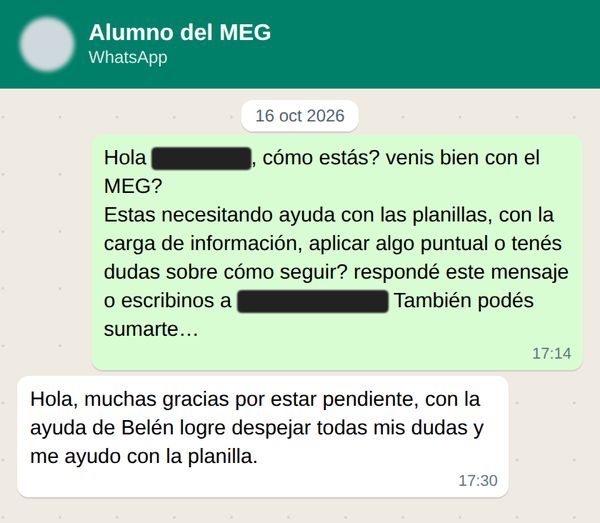 Alumno del MEG
WhatsApp
16 oct 2026
Hola , cómo estás? venis bien con el
MEG?
Estas necesitando ayuda con las planillas, con la
carga de información, aplicar algo puntual o tenés
dudas sobre cómo seguir? respondé este mensaje
o escribinos a También podés
sumarte…
17:14
Hola, muchas gracias por estar pendiente, con la
ayuda de Belén logre despejar todas mis dudas y
me ayudo con la planilla.
17:30